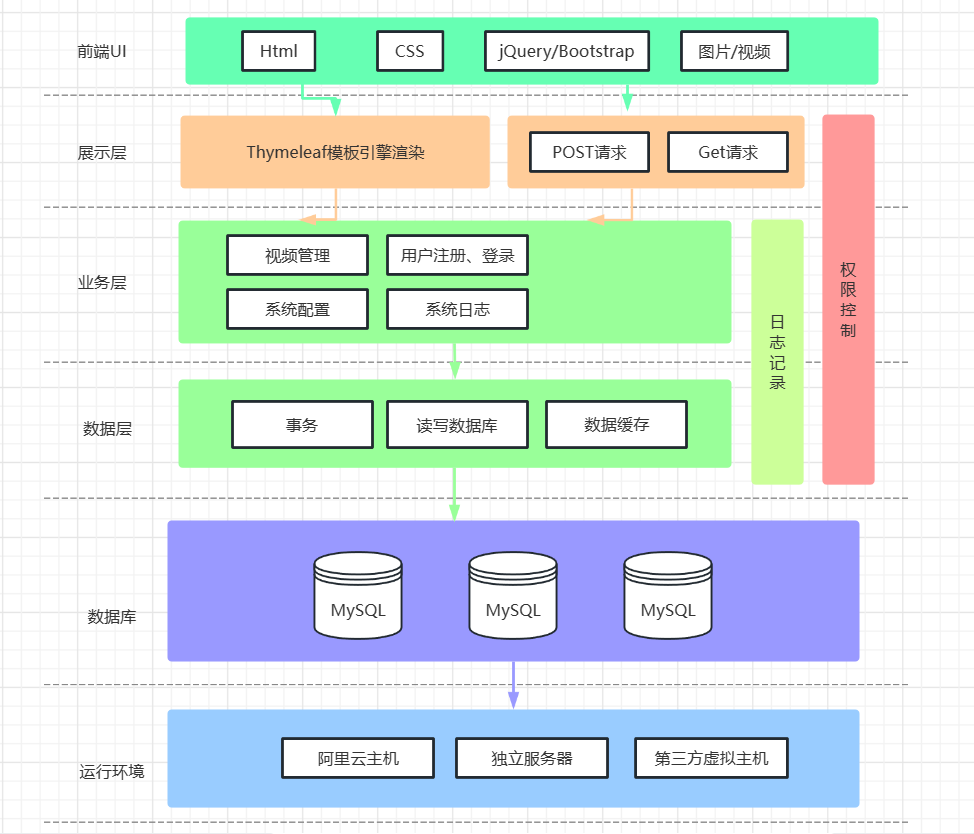 前端UI
Html
CSS
jQuery/Bootstrap
图片/视频
展示层
Thymeleaf模板引擎渲染
POST请求
Get请求
权限控制
业务层
视频管理
用户注册、登录
系统配置
系统日志
日志记录
数据层
事务
读写数据库
数据缓存
数据库
MySQL
MySQL
MySQL
运行环境
阿里云主机
独立服务器
第三方虚拟主机